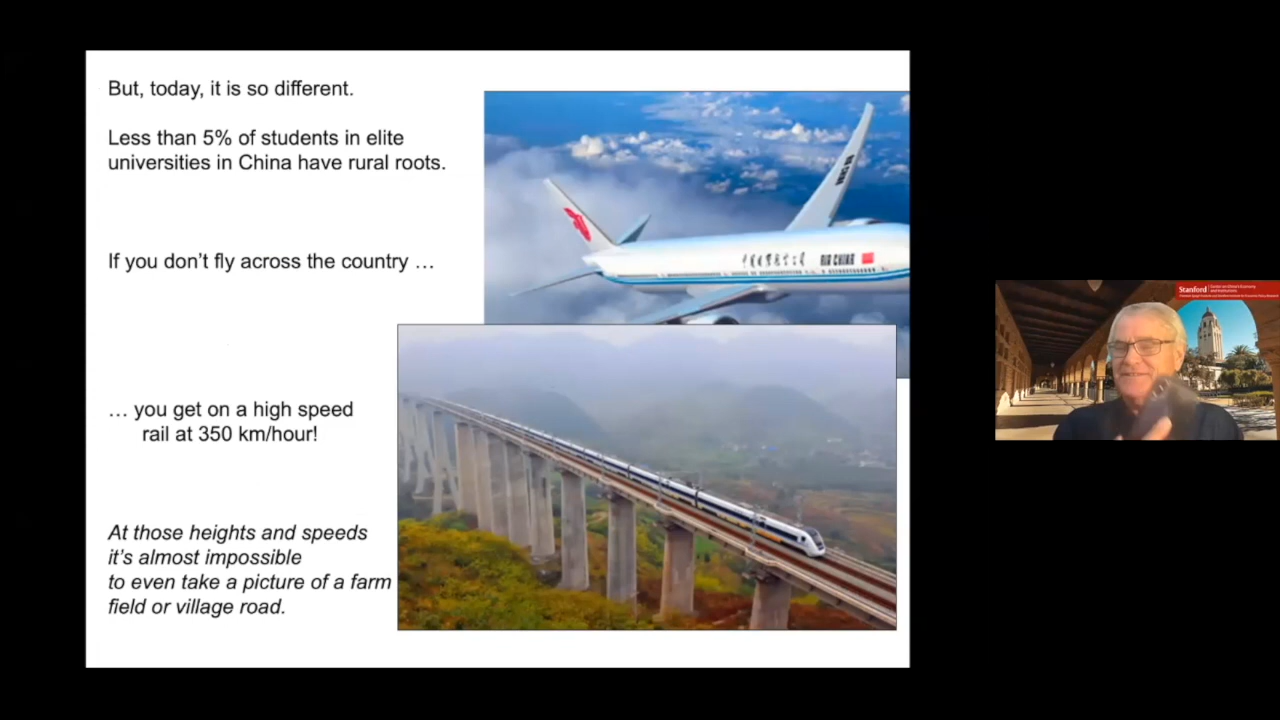 But, today, it is so different.
Less than 5% of students in elite
universities in China have rural roots.
If you don’t fly across the country …
… you get on a high speed
rail at 350 km/hour!
At those heights and speeds
it’s almost impossible
to even take a picture of a farm
field or village road.
AIR CHINA
Stanford